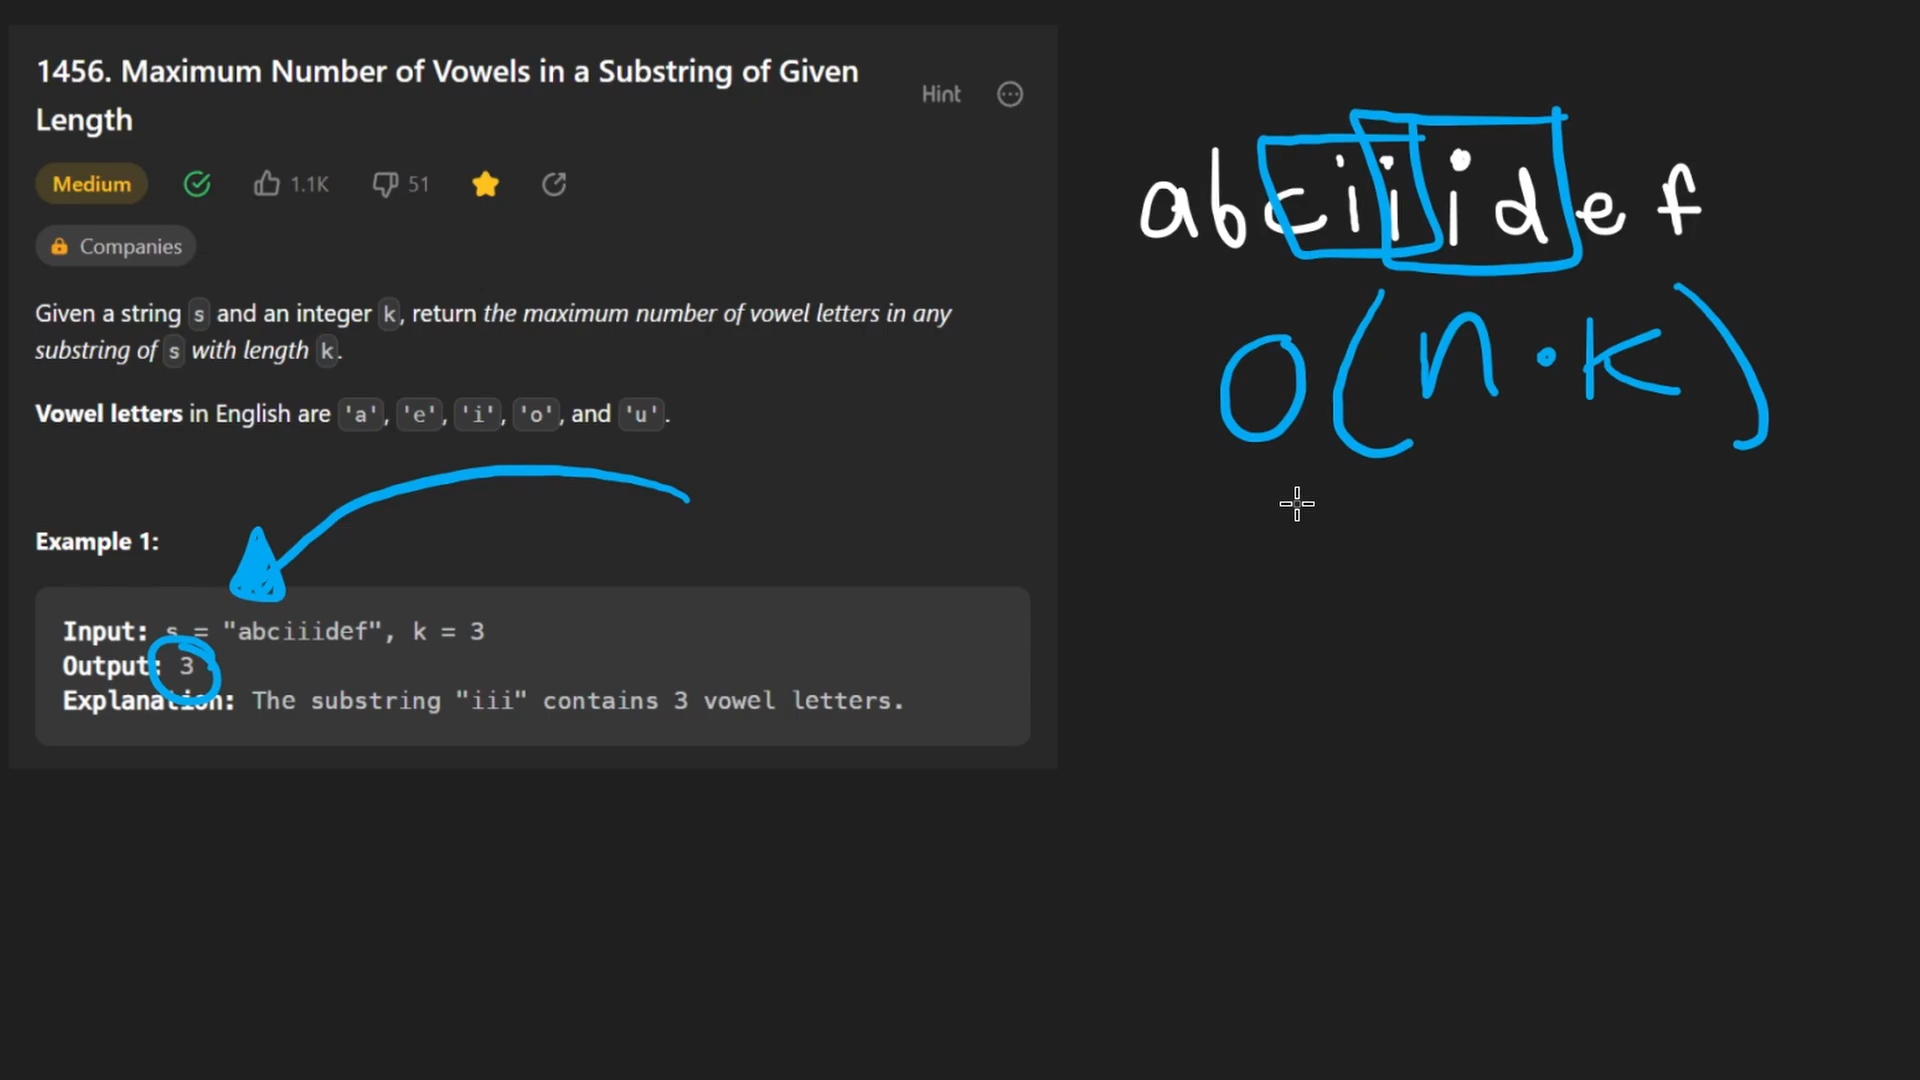 1456. Maximum Number of Vowels in a Substring of Given
Length
Hint
Medium 1.1K 51
Companies
Given a string s and an integer k, return the maximum number of vowel letters in any
substring of s with length k.
Vowel letters in English are 'a', 'e', 'i', 'o', and 'u'.
Example 1:
Input: s = "abciiidef", k = 3
Output: 3
Explanation: The substring "iii" contains 3 vowel letters.
abciiidef
O(n·k)